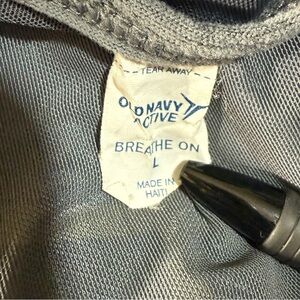 -- TEAR AWAY --
OLD NAVY
ACTIVE
BREATHE ON
L
MADE IN
HAITI